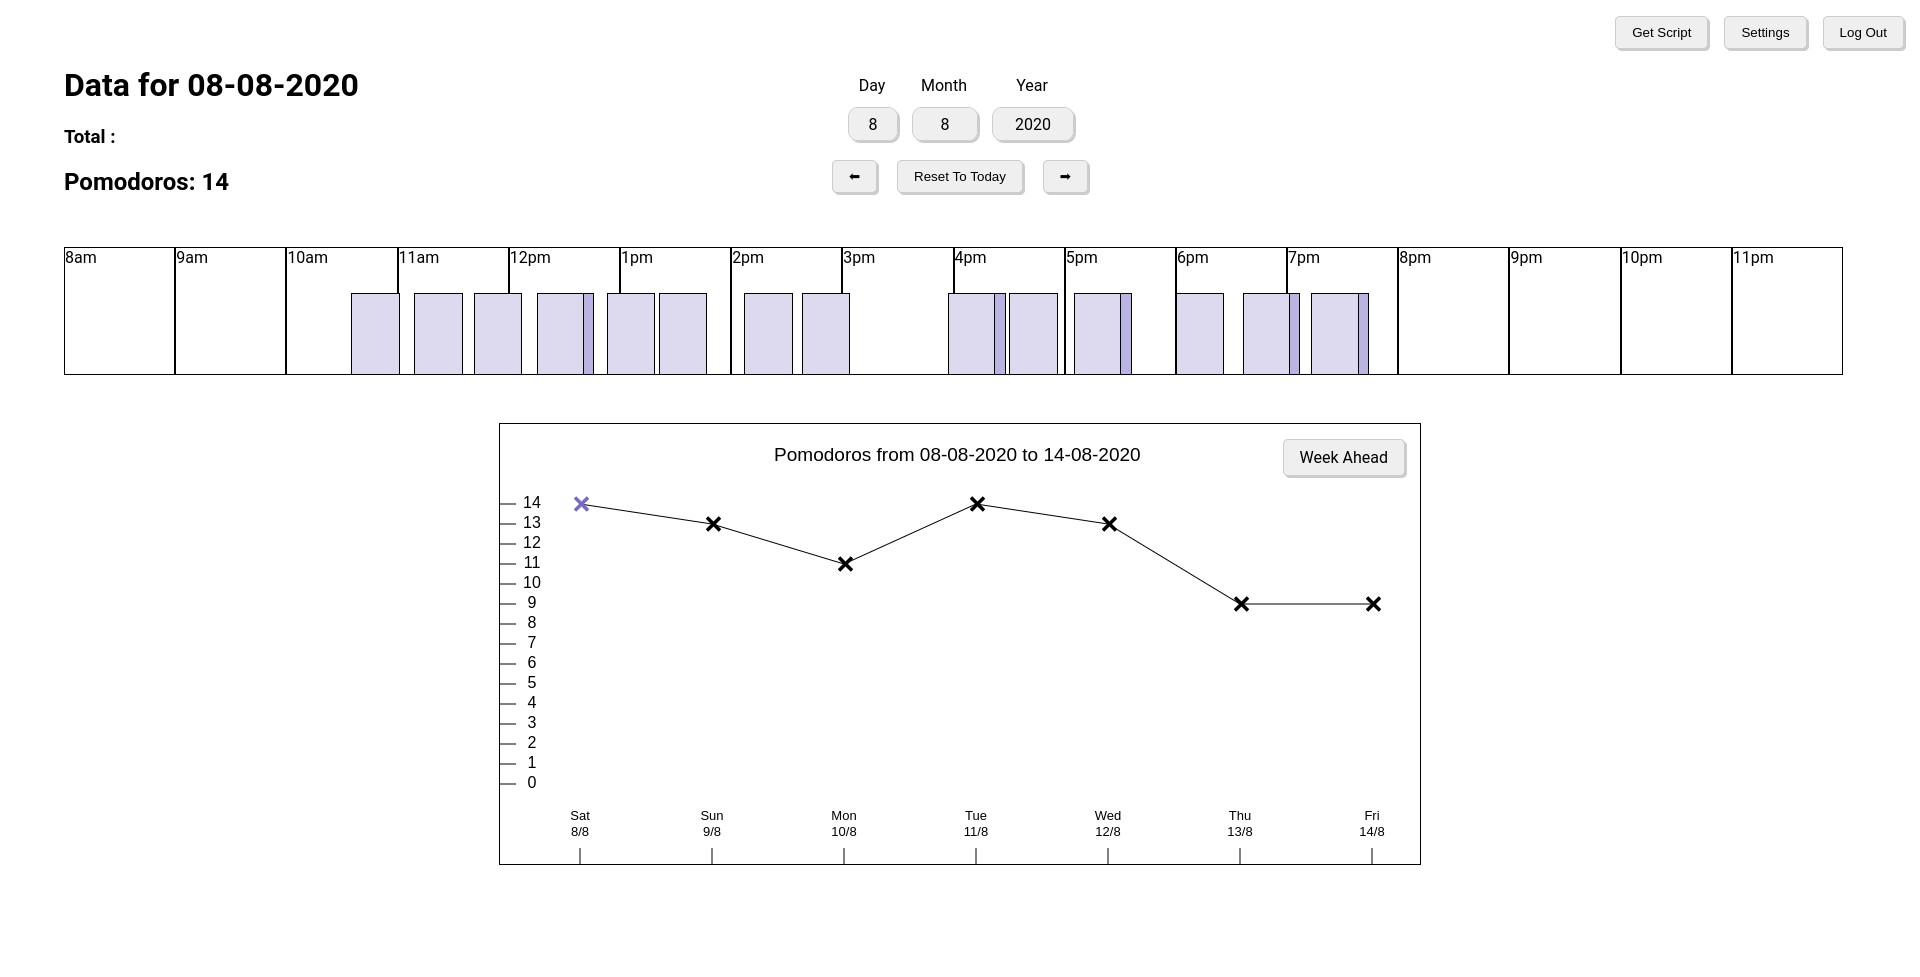 Get Script Settings Log Out
Data for 08-08-2020
Day Month Year
8 8 2020
Total :
⬅ Reset To Today ➡
Pomodoros: 14
8am 9am 10am 11am 12pm 1pm 2pm 3pm 4pm 5pm 6pm 7pm 8pm 9pm 10pm 11pm
Pomodoros from 08-08-2020 to 14-08-2020
Week Ahead
14
13
12
11
10
9
8
7
6
5
4
3
2
1
0
Sat Sun Mon Tue Wed Thu Fri
8/8 9/8 10/8 11/8 12/8 13/8 14/8